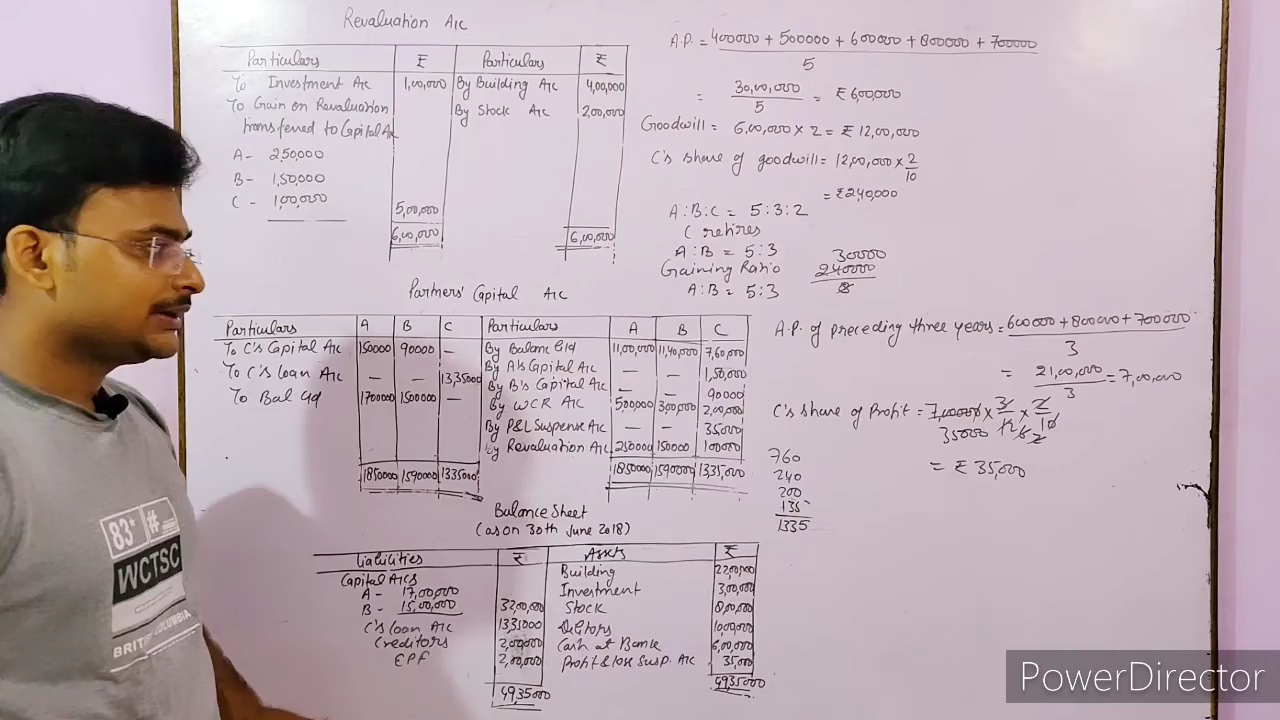 Revaluation A/c
Particulars ₹ Particulars ₹
To Investment A/c 1,00,000 By Building A/c 4,00,000
To Gain on Revaluation By Stock A/c 2,00,000
transferred to Capital A/c
A - 2,50,000
B - 1,50,000
C - 1,00,000
5,00,000
6,00,000 6,00,000
A.P. = 400000 + 500000 + 600000 + 800000 + 700000
5
= 30,00,000 = ₹ 6,00,000
5
Goodwill = 6,00,000 x 2 = ₹ 12,00,000
C's share of goodwill = 12,00,000 x 2/10
= ₹ 240,000
A:B:C = 5:3:2
C retires
A:B = 5:3
Gaining Ratio
A:B = 5:3
30000
240000
8
Partners' Capital A/c
Particulars A B C Particulars A B C
To C's Capital A/c 150000 90000 — By Balance b/d 11,00,000 11,40,000 7,60,000
To C's loan A/c — — 13,35000 By A's Capital A/c — — 1,50,000
To Bal c/d 1700000 1500000 — By B's Capital A/c — — 90000
By WCR A/c 500000 300,000 2,00,000
By P&L Suspense A/c — — 35000
By Revaluation A/c 250000 150000 100000
1850000 1590000 1335000 1850000 1590000 1335,000
A.P. of preceding three years = 600000 + 800000 + 700000
3
= 21,00,000 = 7,00,000
3
C's share of Profit = 7,00,000 x 3/12 x 2/10
35000 2
= ₹ 35,000
760
240
200
135
1335
Balance Sheet
(as on 30th June 2018)
Liabilities ₹ Assets ₹
Capital A/cs Building 22,00,000
A - 17,00,000 Investment 3,00,000
B - 15,00,000 32,00,000 Stock 8,00,000
C's loan A/c 1335000 Debtors 10,00,000
Creditors 2,00,000 Cash at Bank 6,00,000
EPF 2,00,000 Profit & loss Susp. A/c 35,000
4935000 4935000
83* #
WCTSC
BRITISH COLUMBIA
PowerDirector